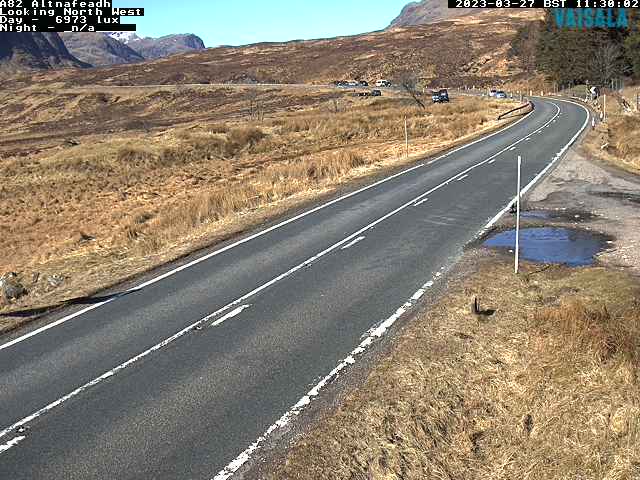 A82 Altnafeadh
Looking North West
Day - 6973 lux
Night - n/a
2023-03-27 BST 11:30:02
VAISALA